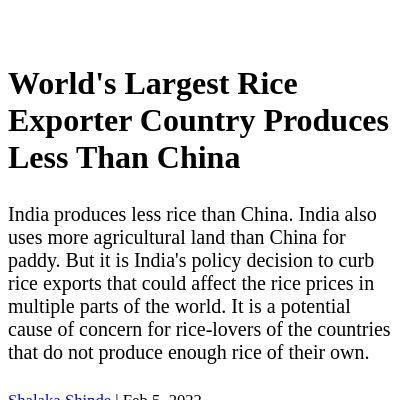 World's Largest Rice
Exporter Country Produces
Less Than China
India produces less rice than China. India also
uses more agricultural land than China for
paddy. But it is India's policy decision to curb
rice exports that could affect the rice prices in
multiple parts of the world. It is a potential
cause of concern for rice-lovers of the countries
that do not produce enough rice of their own.
Shalaka Shinde | Feb 5, 2022